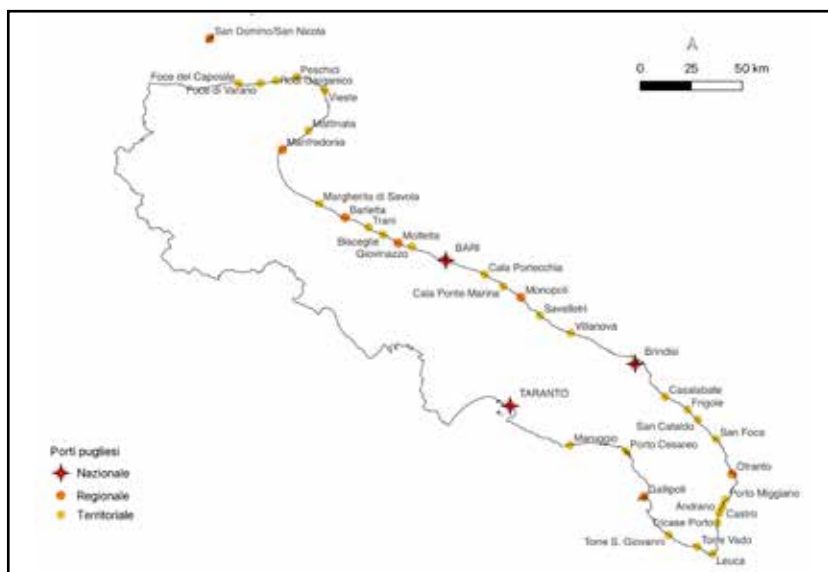 San Domino/San Nicola
Peschici
Foce del Capoiale
Rodi Garganico
Foce di Varano
Vieste
Mattinata
Manfredonia
Margherita di Savoia
Barletta
Trani
Bisceglie
Molfetta
Giovinazzo
BARI
Cala Portecchia
Cala Ponte Marina
Monopoli
Savelletri
Villanova
Brindisi
TARANTO
Casalabate
Frigole
San Cataldo
San Foca
Maruggio
Porto Cesareo
Otranto
Gallipoli
Porto Miggiano
Andrano
Castro
Tricase Porto
Torre S. Giovanni
Torre Vado
Leuca
0 25 50 km
Porti pugliesi
Nazionale
Regionale
Territoriale